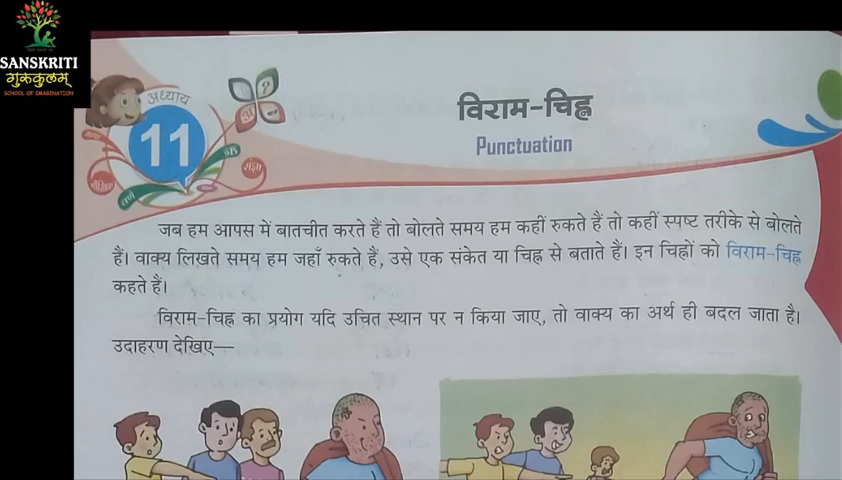 SANSKRITI
गुरुकुलम्
SCHOOL OF IMAGINATION
अध्याय
11
संज्ञा
वर्ण
विराम-चिह्न
Punctuation
जब हम आपस में बातचीत करते हैं तो बोलते समय हम कहीं रुकते हैं तो कहीं स्पष्ट तरीके से बोलते
हैं। वाक्य लिखते समय हम जहाँ रुकते हैं, उसे एक संकेत या चिह्न से बताते हैं। इन चिह्नों को विराम-चिह्न
कहते हैं।
विराम-चिह्न का प्रयोग यदि उचित स्थान पर न किया जाए, तो वाक्य का अर्थ ही बदल जाता है।
उदाहरण देखिए—